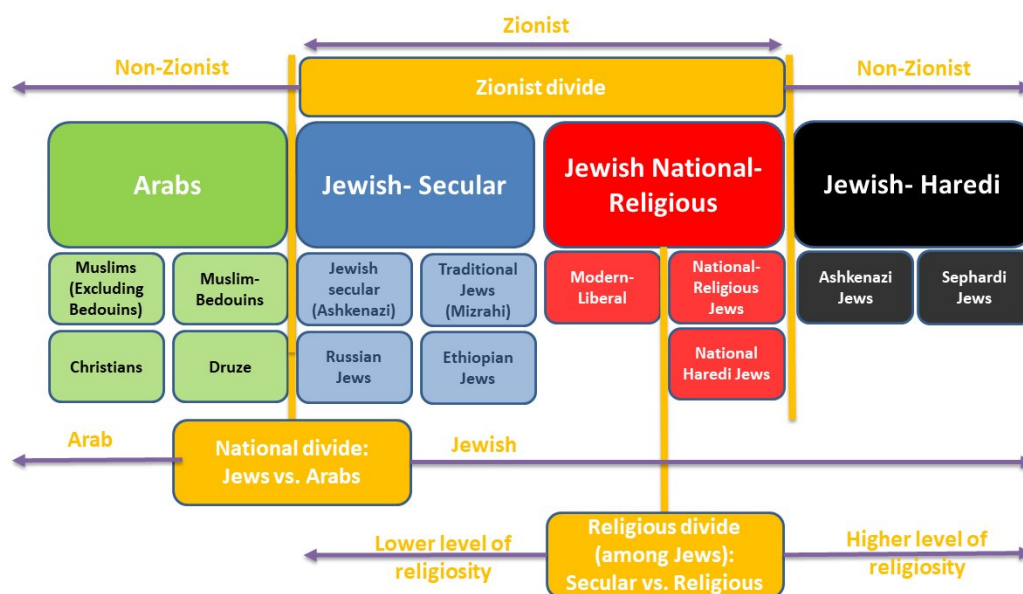 Zionist
Non-Zionist
Non-Zionist
Zionist divide
Arabs
Jewish- Secular
Jewish National-
Religious
Jewish- Haredi
Muslims
(Excluding
Bedouins)
Muslim-
Bedouins
Jewish
secular
(Ashkenazi)
Traditional
Jews
(Mizrahi)
Modern-
Liberal
National-
Religious
Jews
Ashkenazi
Jews
Sephardi
Jews
Christians
Druze
Russian
Jews
Ethiopian
Jews
National
Haredi Jews
Arab
National divide:
Jews vs. Arabs
Jewish
Lower level of
religiosity
Religious divide
(among Jews):
Secular vs. Religious
Higher level of
religiosity